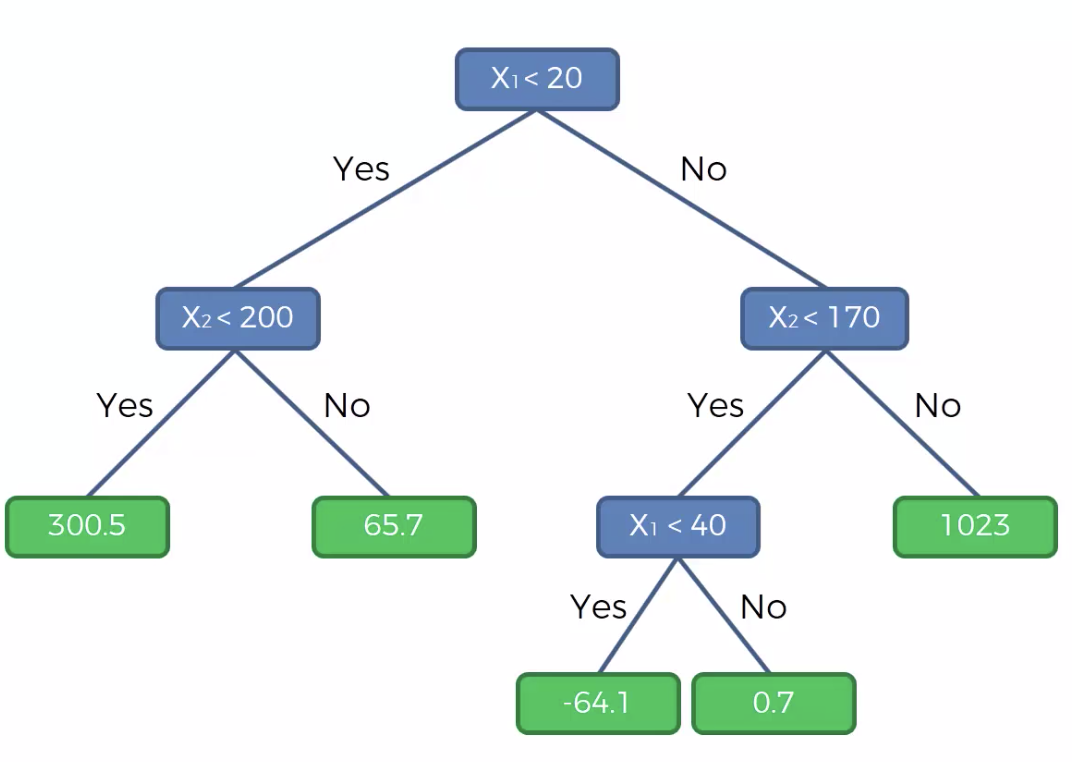 X₁ < 20
Yes
No
X₂ < 200
X₂ < 170
Yes
No
Yes
No
300.5
65.7
X₁ < 40
1023
Yes
No
-64.1
0.7